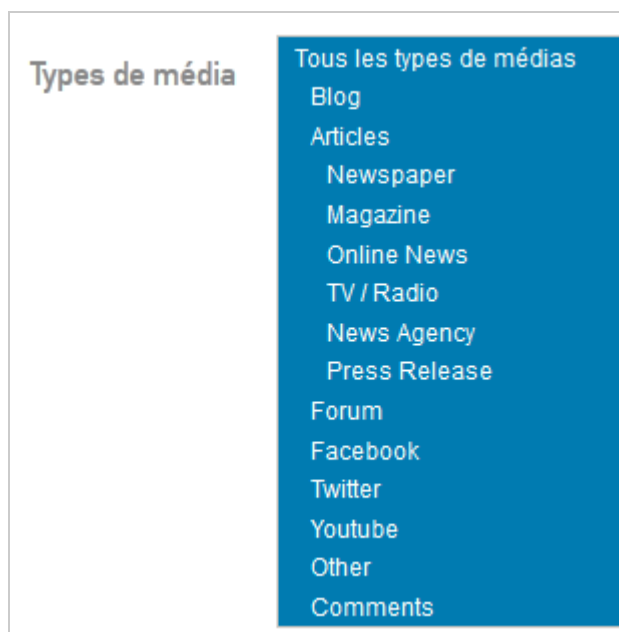 Types de média
Tous les types de médias
Blog
Articles
Newspaper
Magazine
Online News
TV / Radio
News Agency
Press Release
Forum
Facebook
Twitter
Youtube
Other
Comments